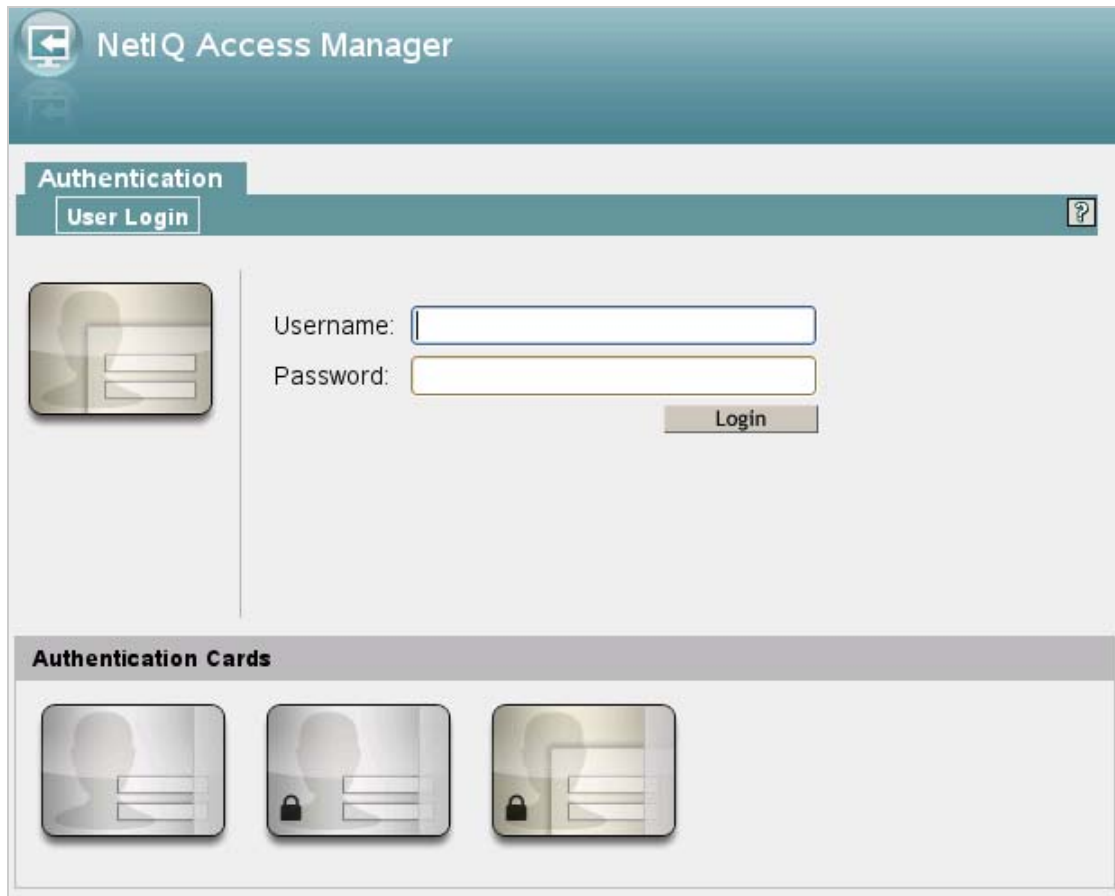 NetIQ Access Manager
Authentication
User Login
?
Username:
Password:
Login
Authentication Cards